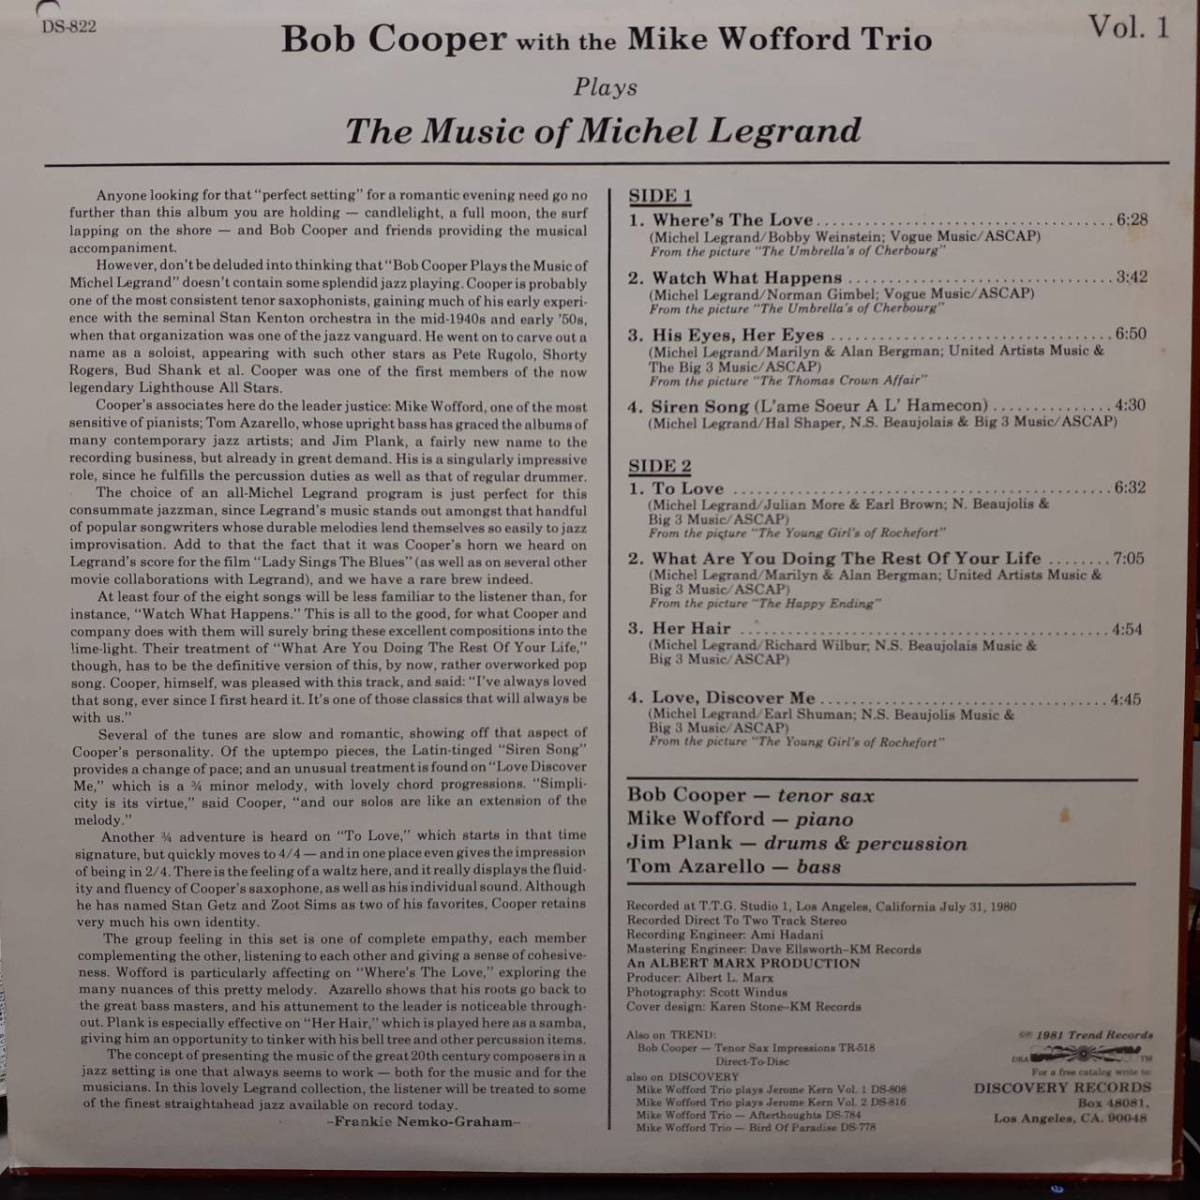 DS-822
Bob Cooper with the Mike Wofford Trio
Vol. 1
Plays
The Music of Michel Legrand
Anyone looking for that "perfect setting" for a romantic evening need go no
further than this album you are holding — candlelight, a full moon, the surf
lapping on the shore — and Bob Cooper and friends providing the musical
accompaniment.
However, don't be deluded into thinking that "Bob Cooper Plays the Music of
Michel Legrand" doesn't contain some splendid jazz playing. Cooper is probably
one of the most consistent tenor saxophonists, gaining much of his early experi-
ence with the seminal Stan Kenton orchestra in the mid-1940s and early '50s,
when that organization was one of the jazz vanguard. He went on to carve out a
name as a soloist, appearing with such other stars as Pete Rugolo, Shorty
Rogers, Bud Shank et al. Cooper was one of the first members of the now
legendary Lighthouse All Stars.
Cooper's associates here do the leader justice: Mike Wofford, one of the most
sensitive of pianists; Tom Azarello, whose upright bass has graced the albums of
many contemporary jazz artists; and Jim Plank, a fairly new name to the
recording business, but already in great demand. His is a singularly impressive
role, since he fulfills the percussion duties as well as that of regular drummer.
The choice of an all-Michel Legrand program is just perfect for this
consummate jazzman, since Legrand's music stands out amongst that handful
of popular songwriters whose durable melodies lend themselves so easily to jazz
improvisation. Add to that the fact that it was Cooper's horn we heard on
Legrand's score for the film "Lady Sings The Blues" (as well as on several other
movie collaborations with Legrand), and we have a rare brew indeed.
At least four of the eight songs will be less familiar to the listener than, for
instance, "Watch What Happens." This is all to the good, for what Cooper and
company does with them will surely bring these excellent compositions into the
lime-light. Their treatment of "What Are You Doing The Rest Of Your Life,"
though, has to be the definitive version of this, by now, rather overworked pop
song. Cooper, himself, was pleased with this track, and said: "I've always loved
that song, ever since I first heard it. It's one of those classics that will always be
with us."
Several of the tunes are slow and romantic, showing off that aspect of
Cooper's personality. Of the uptempo pieces, the Latin-tinged "Siren Song"
provides a change of pace; and an unusual treatment is found on "Love Discover
Me," which is a ¾ minor melody, with lovely chord progressions. "Simpli-
city is its virtue," said Cooper, "and our solos are like an extension of the
melody."
Another ¾ adventure is heard on "To Love," which starts in that time
signature, but quickly moves to 4/4 — and in one place even gives the impression
of being in 2/4. There is the feeling of a waltz here, and it really displays the fluid-
ity and fluency of Cooper's saxophone, as well as his individual sound. Although
he has named Stan Getz and Zoot Sims as two of his favorites, Cooper retains
very much his own identity.
The group feeling in this set is one of complete empathy, each member
complementing the other, listening to each other and giving a sense of cohesive-
ness. Wofford is particularly affecting on "Where's The Love," exploring the
many nuances of this pretty melody. Azarello shows that his roots go back to
the great bass masters, and his attunement to the leader is noticeable through-
out. Plank is especially effective on "Her Hair," which is played here as a samba,
giving him an opportunity to tinker with his bell tree and other percussion items.
The concept of presenting the music of the great 20th century composers in a
jazz setting is one that always seems to work — both for the music and for the
musicians. In this lovely Legrand collection, the listener will be treated to some
of the finest straightahead jazz available on record today.
-Frankie Nemko-Graham-
SIDE 1
1. Where's The Love 6:28
(Michel Legrand/Bobby Weinstein; Vogue Music/ASCAP)
From the picture "The Umbrella's of Cherbourg"
2. Watch What Happens 3:42
(Michel Legrand/Norman Gimbel; Vogue Music/ASCAP)
From the picture "The Umbrella's of Cherbourg"
3. His Eyes, Her Eyes 6:50
(Michel Legrand/Marilyn & Alan Bergman; United Artists Music &
The Big 3 Music/ASCAP)
From the picture "The Thomas Crown Affair"
4. Siren Song (L'ame Soeur A L' Hamecon) 4:30
(Michel Legrand/Hal Shaper, N.S. Beaujolais & Big 3 Music/ASCAP)
SIDE 2
1. To Love 6:32
(Michel Legrand/Julian More & Earl Brown; N. Beaujolis &
Big 3 Music/ASCAP)
From the picture "The Young Girl's of Rochefort"
2. What Are You Doing The Rest Of Your Life 7:05
(Michel Legrand/Marilyn & Alan Bergman; United Artists Music &
Big 3 Music/ASCAP)
From the picture "The Happy Ending"
3. Her Hair 4:54
(Michel Legrand/Richard Wilbur; N.S. Beaujolais Music &
Big 3 Music/ASCAP)
4. Love, Discover Me 4:45
(Michel Legrand/Earl Shuman; N.S. Beaujolis Music &
Big 3 Music/ASCAP)
From the picture "The Young Girl's of Rochefort"
Bob Cooper — tenor sax
Mike Wofford — piano
Jim Plank — drums & percussion
Tom Azarello — bass
Recorded at T.T.G. Studio 1, Los Angeles, California July 31, 1980
Recorded Direct To Two Track Stereo
Recording Engineer: Ami Hadani
Mastering Engineer: Dave Ellsworth–KM Records
An ALBERT MARX PRODUCTION
Producer: Albert L. Marx
Photography: Scott Windus
Cover design: Karen Stone–KM Records
Also on TREND:
Bob Cooper — Tenor Sax Impressions TR-518
Direct-To-Disc
also on DISCOVERY
Mike Wofford Trio plays Jerome Kern Vol. 1 DS-808
Mike Wofford Trio plays Jerome Kern Vol. 2 DS-816
Mike Wofford Trio — Afterthoughts DS-784
Mike Wofford Trio — Bird Of Paradise DS-778
©℗ 1981 Trend Records
DBA TM
For a free catalog write to:
DISCOVERY RECORDS
Box 48081,
Los Angeles, CA. 90048